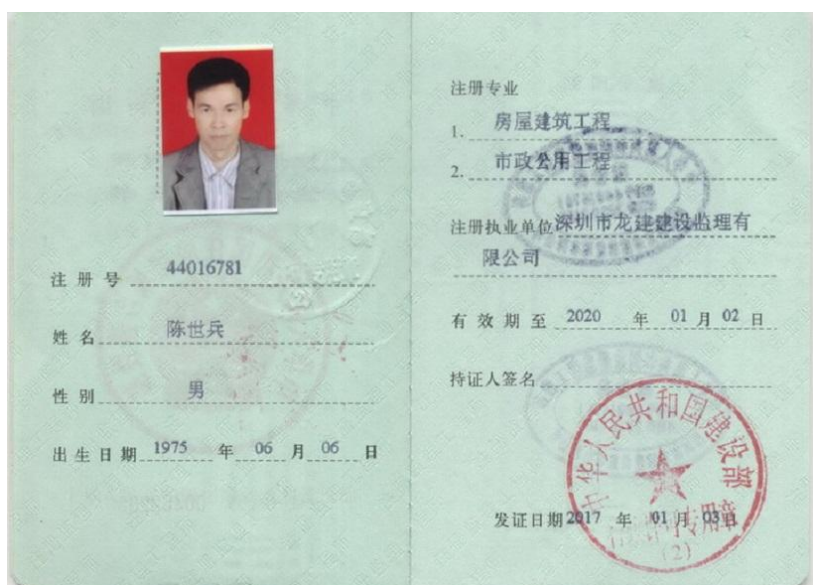 注册号 44016781
姓名 陈世兵
性别 男
出生日期 1975 年 06 月 06 日
注册专业
1. 房屋建筑工程
2. 市政公用工程
注册执业单位 深圳市龙建建设监理有
限公司
有效期至 2020 年 01 月 02 日
持证人签名
中华人民共和国建设部
专用章
(2)
发证日期 2017 年 01 月 03 日